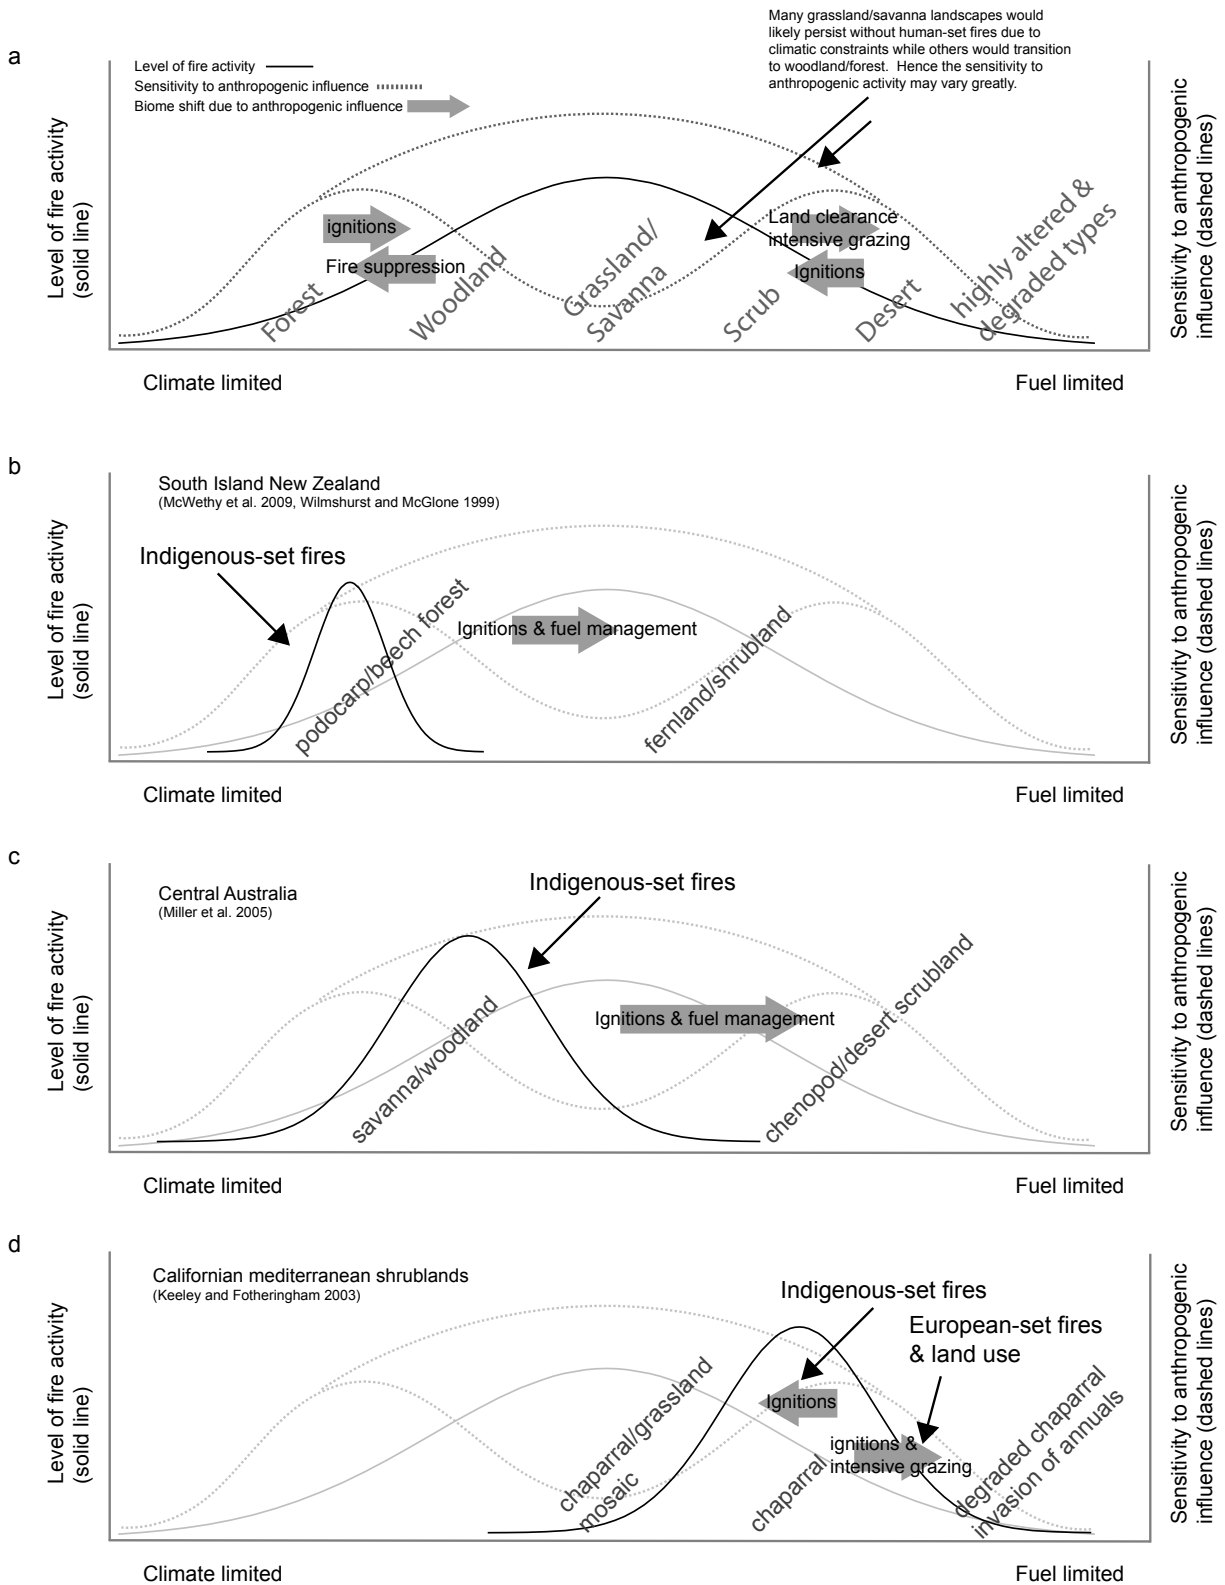 a
Many grassland/savanna landscapes would
likely persist without human-set fires due to
climatic constraints while others would transition
to woodland/forest.  Hence the sensitivity to
anthropogenic activity may vary greatly.
Level of fire activity
Sensitivity to anthropogenic influence
Biome shift due to anthropogenic influence
Level of fire activity
(solid line)
Sensitivity to anthropogenic
influence (dashed lines)
ignitions
Fire suppression
Land clearance
intensive grazing
Ignitions
Forest
Woodland
Grassland/
Savanna
Scrub
Desert
highly altered &
degraded types
Climate limited
Fuel limited
b
South Island New Zealand
(McWethy et al. 2009, Wilmshurst and McGlone 1999)
Indigenous-set fires
Level of fire activity
(solid line)
Sensitivity to anthropogenic
influence (dashed lines)
Ignitions & fuel management
podocarp/beech forest
fernland/shrubland
Climate limited
Fuel limited
c
Central Australia
(Miller et al. 2005)
Indigenous-set fires
Level of fire activity
(solid line)
Sensitivity to anthropogenic
influence (dashed lines)
Ignitions & fuel management
savanna/woodland
chenopod/desert scrubland
Climate limited
Fuel limited
d
Californian mediterranean shrublands
(Keeley and Fotheringham 2003)
Indigenous-set fires
European-set fires
& land use
Level of fire activity
(solid line)
Sensitivity to anthropogenic
influence (dashed lines)
Ignitions
ignitions &
intensive grazing
chaparral/grassland
mosaic
chaparral
degraded chaparral
invasion of annuals
Climate limited
Fuel limited